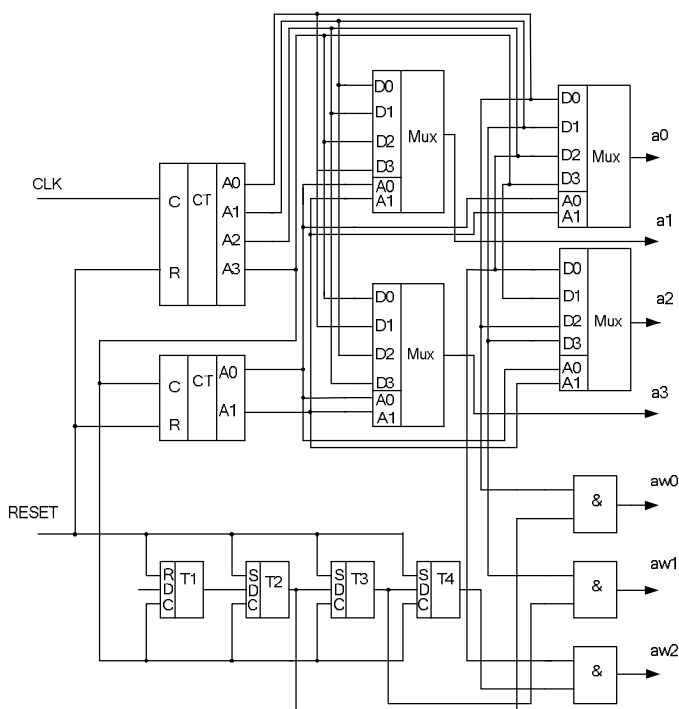 D0
D1
D2
D3
A0
A1
Mux
D0
D1
D2
D3
A0
A1
Mux
a0
a1
CLK
C
R
CT
A0
A1
A2
A3
D0
D1
D2
D3
A0
A1
Mux
D0
D1
D2
D3
A0
A1
Mux
a2
a3
C
R
CT
A0
A1
RESET
R
D
C
T1
S
D
C
T2
S
D
C
T3
S
D
C
T4
&
aw0
&
aw1
&
aw2